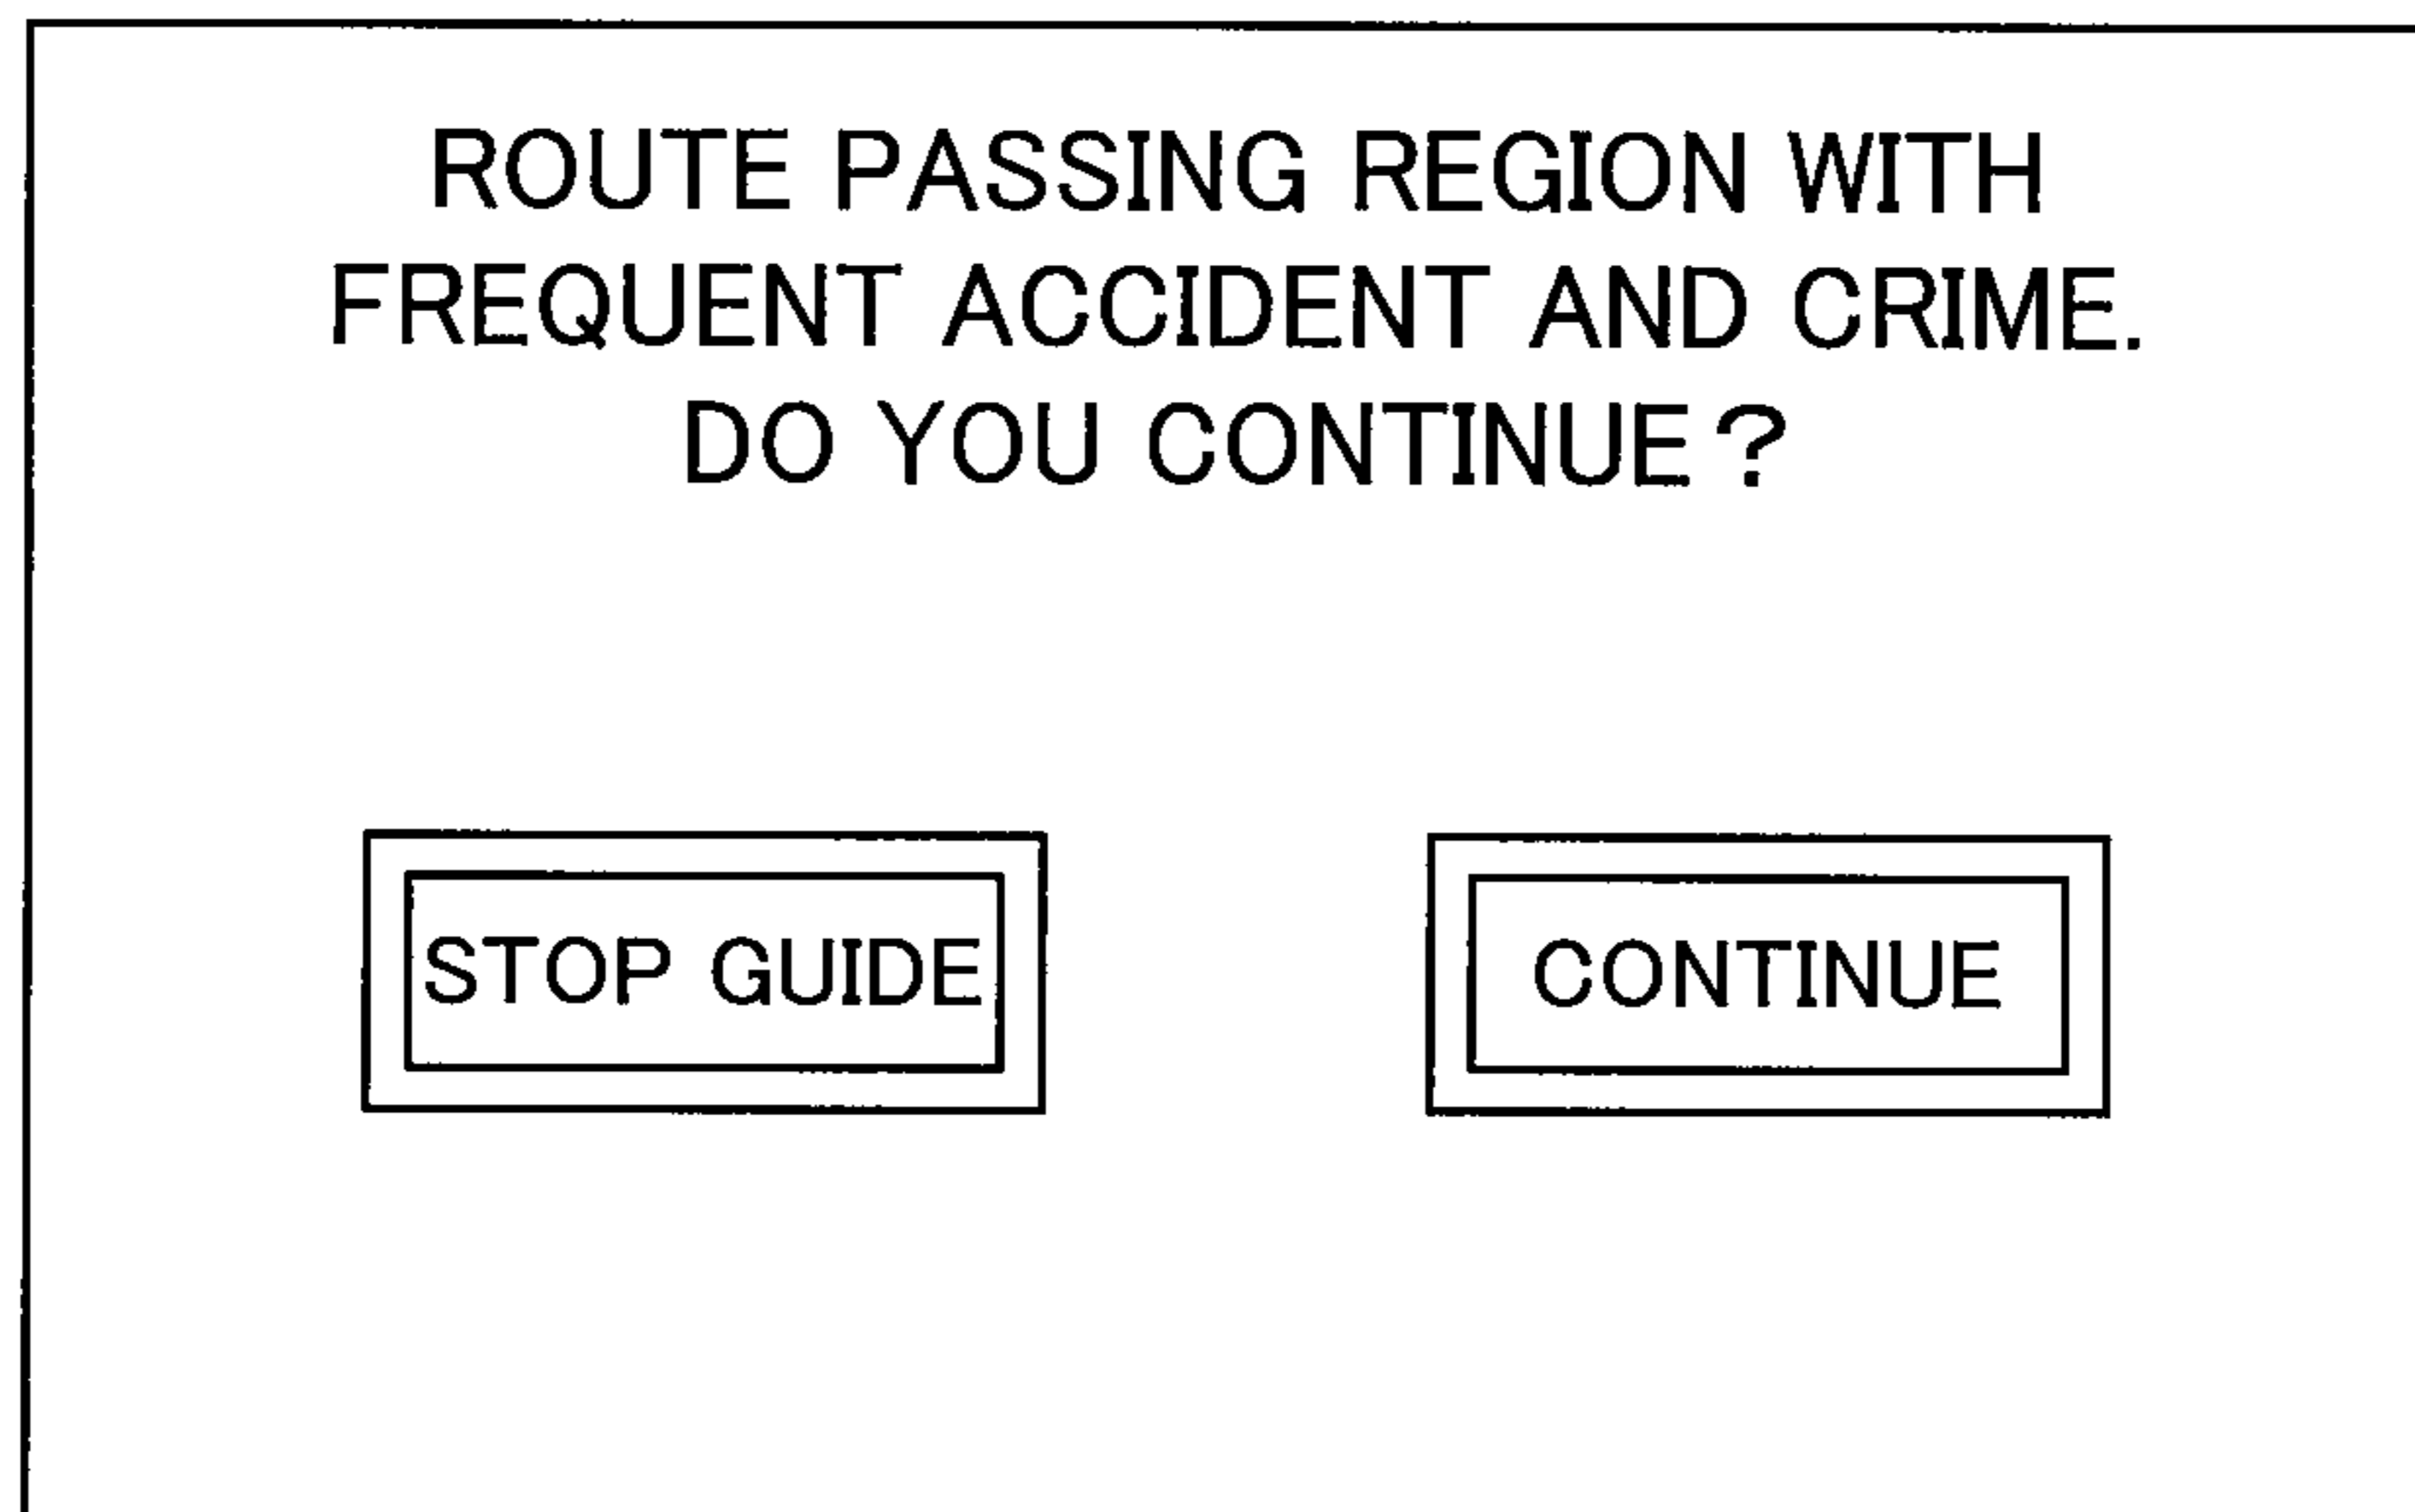 ROUTE PASSING REGION WITH
FREQUENT ACCIDENT AND CRIME.
DO YOU CONTINUE?
STOP GUIDE
CONTINUE